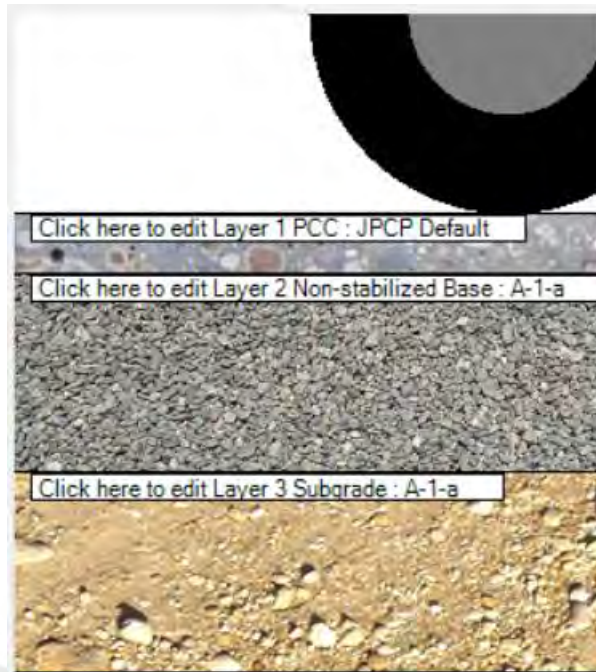 Click here to edit Layer 1 PCC : JPCP Default
Click here to edit Layer 2 Non-stabilized Base : A-1-a
Click here to edit Layer 3 Subgrade : A-1-a